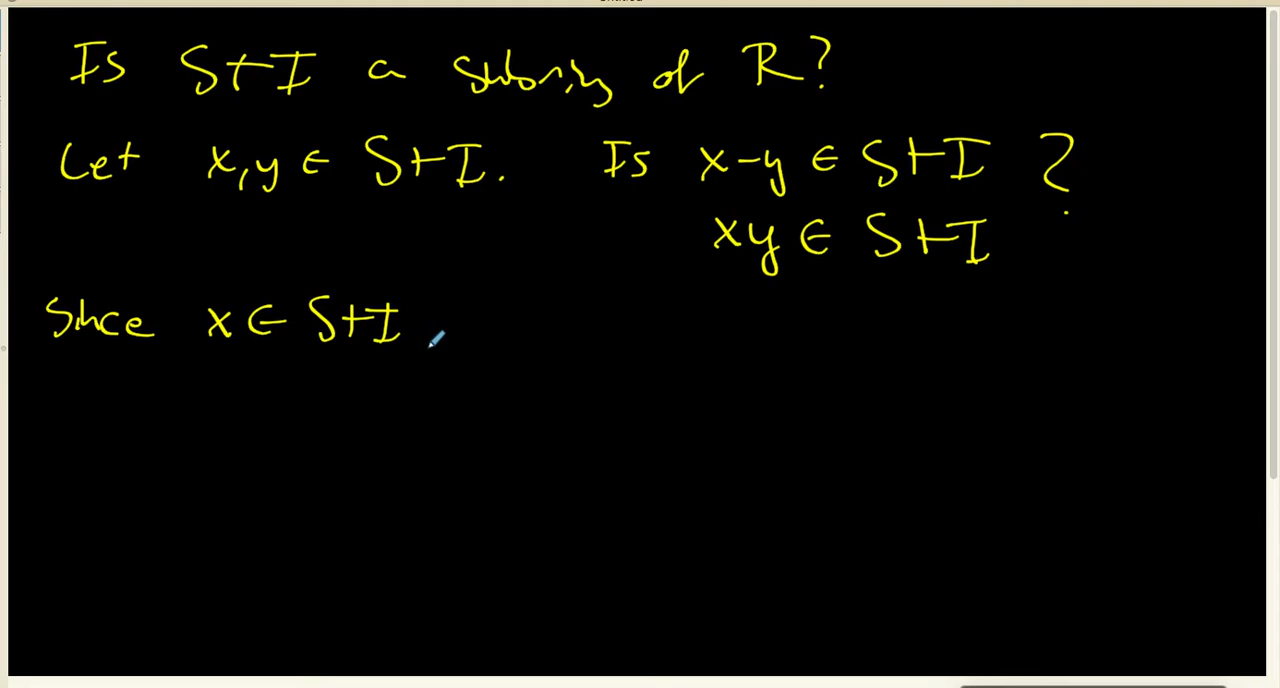 Is S+I a subring of R?
Let x,y ∈ S+I. Is x-y ∈ S+I ?
xy ∈ S+I
Since x ∈ S+I